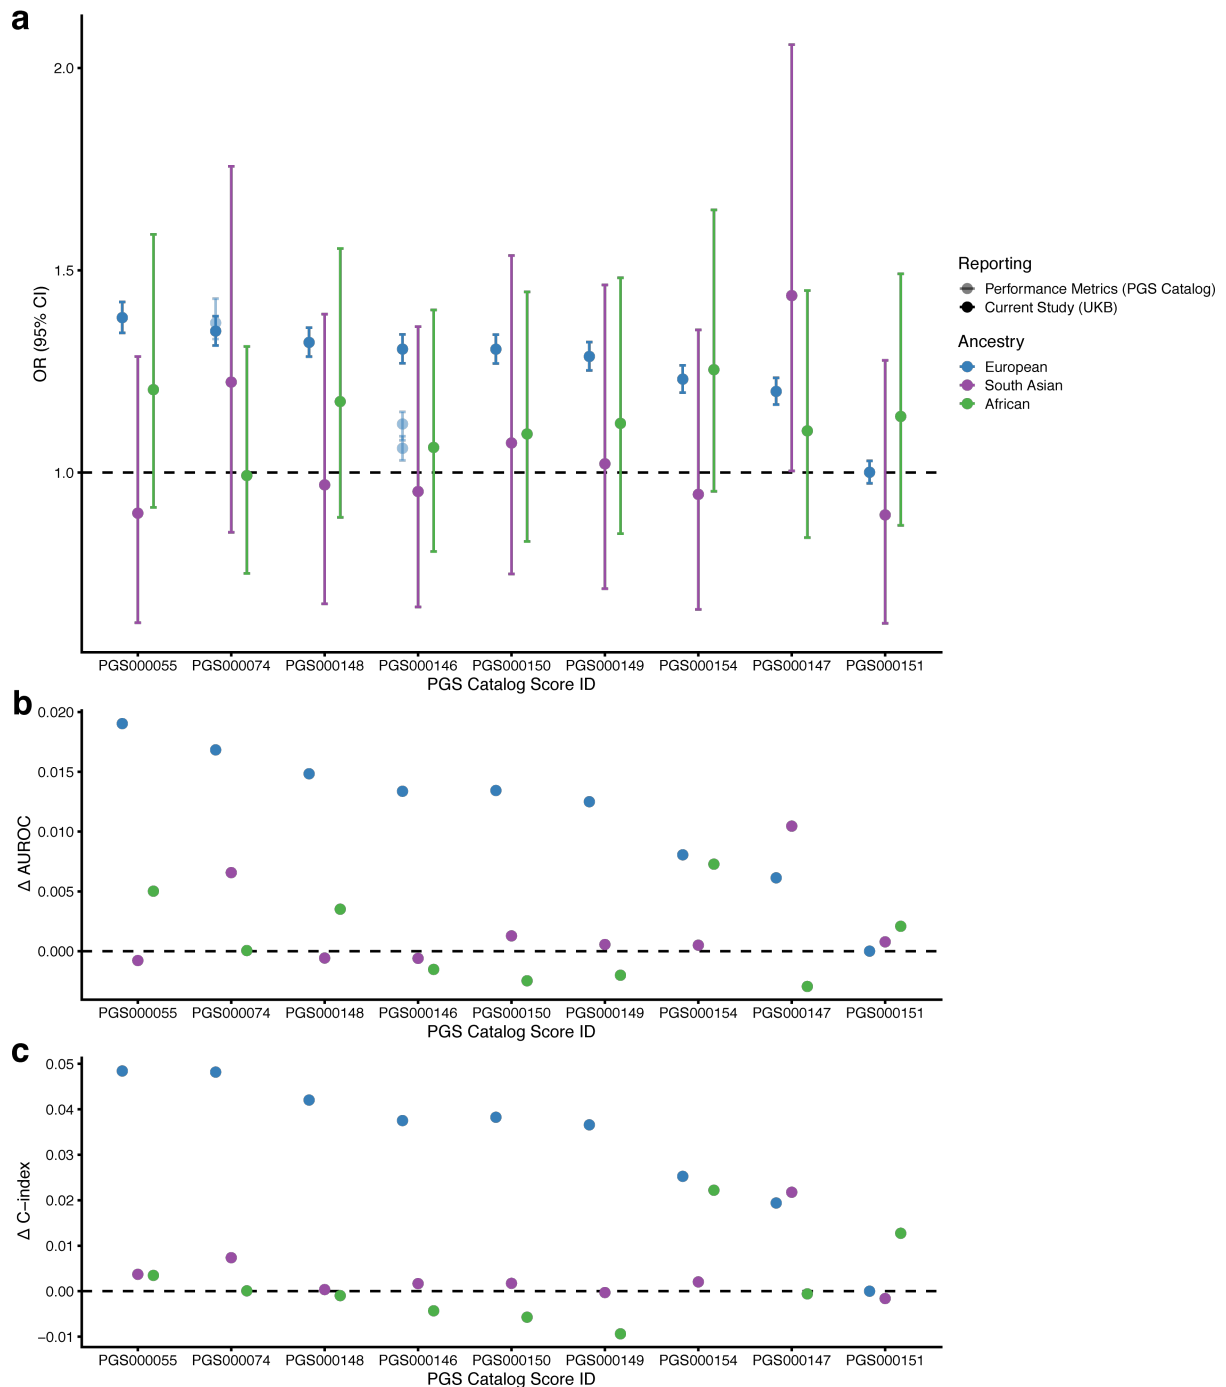 a
2.0
1.5
1.0
OR (95% CI)
PGS000055 PGS000074 PGS000148 PGS000146 PGS000150 PGS000149 PGS000154 PGS000147 PGS000151
PGS Catalog Score ID
Reporting
Performance Metrics (PGS Catalog)
Current Study (UKB)
Ancestry
European
South Asian
African
b
0.020
0.015
0.010
0.005
0.000
Δ AUROC
PGS000055 PGS000074 PGS000148 PGS000146 PGS000150 PGS000149 PGS000154 PGS000147 PGS000151
PGS Catalog Score ID
c
0.05
0.04
0.03
0.02
0.01
0.00
−0.01
Δ C−index
PGS000055 PGS000074 PGS000148 PGS000146 PGS000150 PGS000149 PGS000154 PGS000147 PGS000151
PGS Catalog Score ID